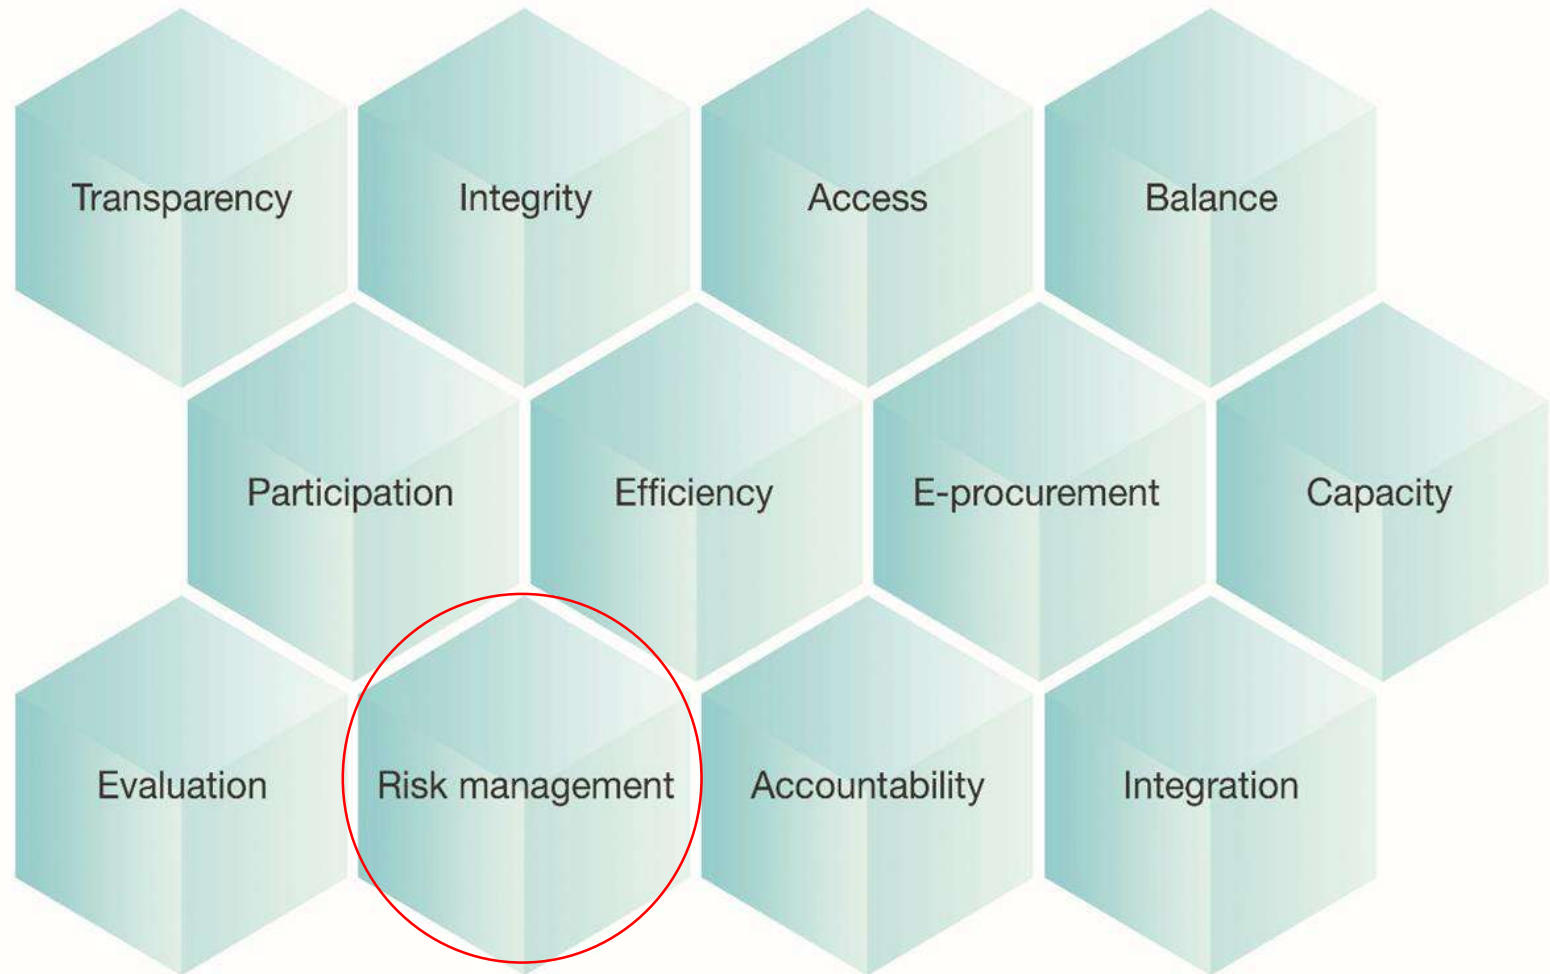 Transparency
Integrity
Access
Balance
Participation
Efficiency
E-procurement
Capacity
Evaluation
Risk management
Accountability
Integration